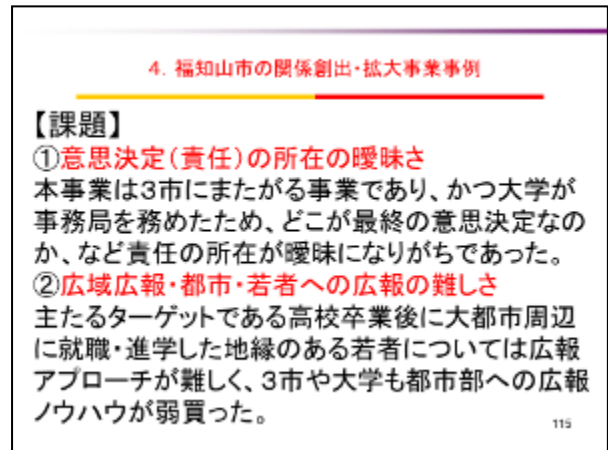 4. 福知山市の関係創出・拡大事業事例
【課題】
①意思決定(責任)の所在の曖昧さ
本事業は3市にまたがる事業であり、かつ大学が
事務局を務めたため、どこが最終の意思決定なの
か、など責任の所在が曖昧になりがちであった。
②広域広報・都市・若者への広報の難しさ
主たるターゲットである高校卒業後に大都市周辺
に就職・進学した地縁のある若者については広報
アプローチが難しく、3市や大学も都市部への広報
ノウハウが弱買った。
115